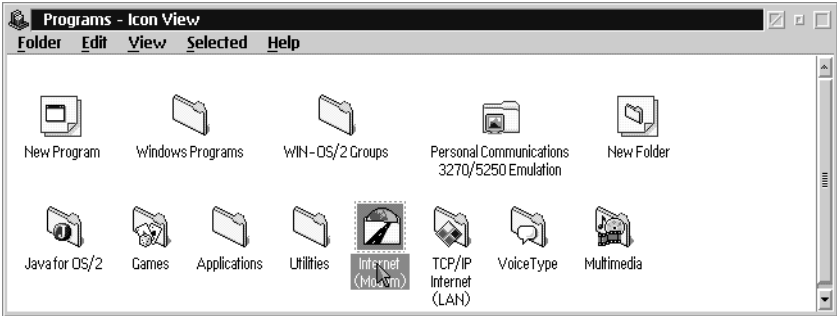 Programs - Icon View
Folder Edit View Selected Help
New Program Windows Programs WIN-OS/2 Groups Personal Communications New Folder
3270/5250 Emulation
Java for OS/2 Games Applications Utilities Internet TCP/IP VoiceType Multimedia
(Modem) Internet
(LAN)